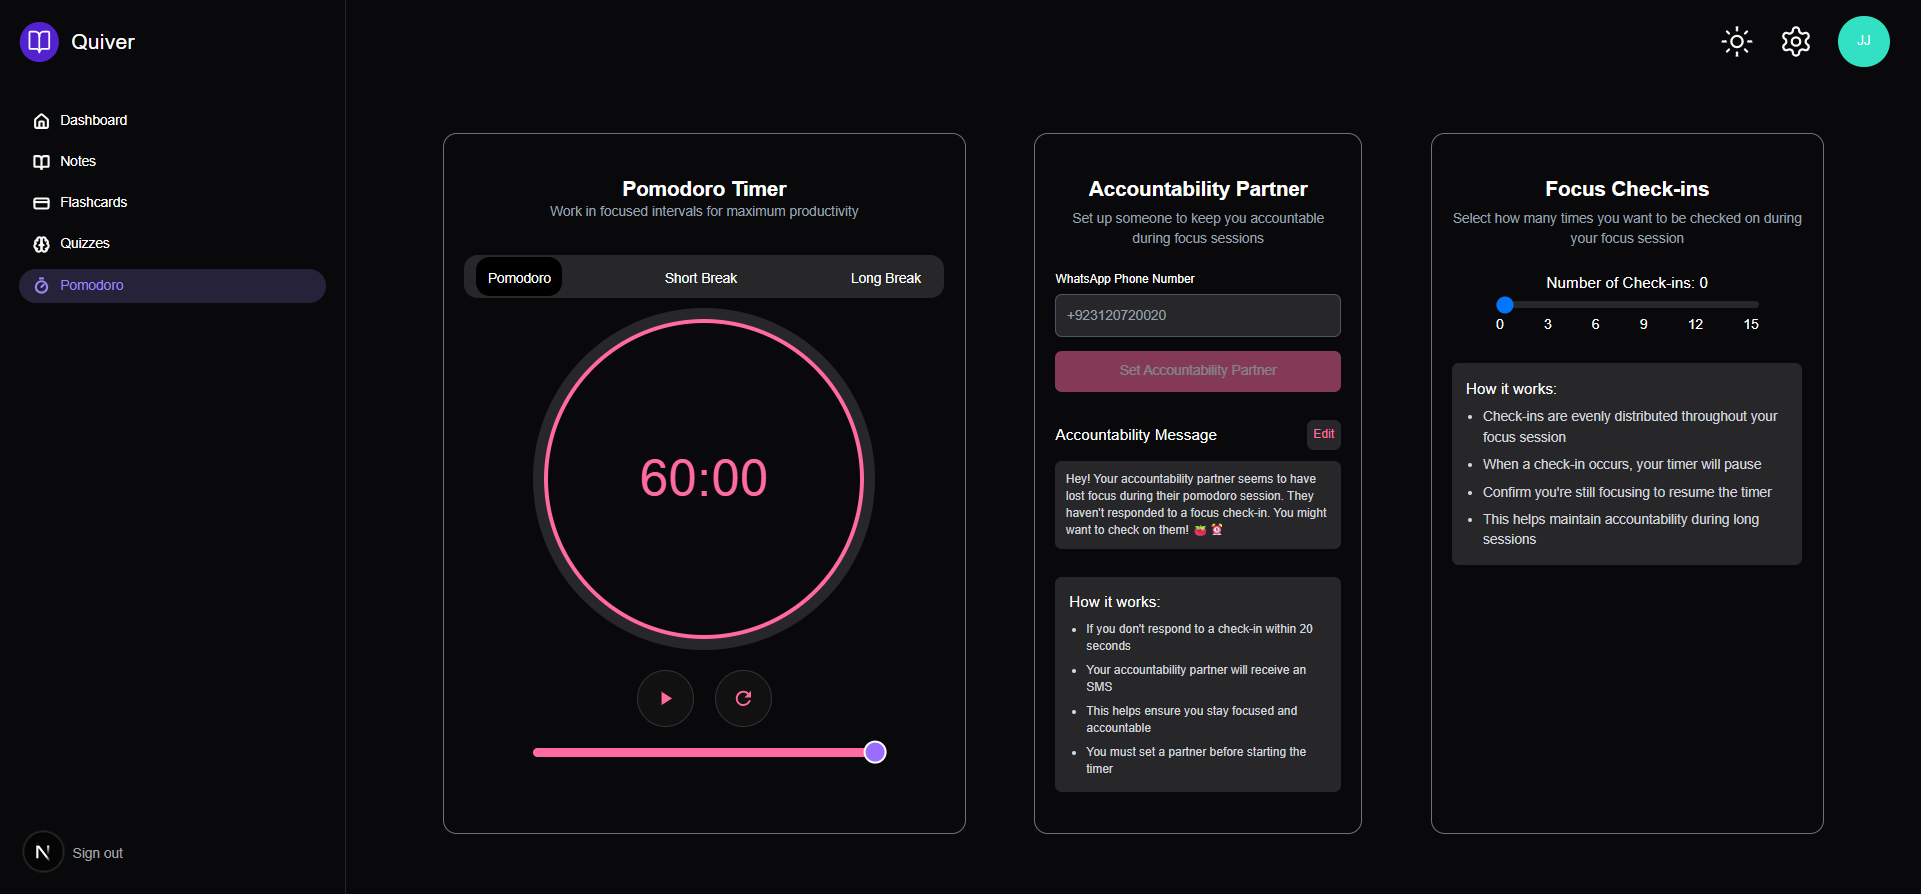 Quiver
JJ
Dashboard
Notes
Flashcards
Quizzes
Pomodoro
N
Sign out
Pomodoro Timer
Work in focused intervals for maximum productivity
Pomodoro Short Break Long Break
60:00
Accountability Partner
Set up someone to keep you accountable
during focus sessions
WhatsApp Phone Number
+923120720020
Set Accountability Partner
Accountability Message Edit
Hey! Your accountability partner seems to have
lost focus during their pomodoro session. They
haven't responded to a focus check-in. You might
want to check on them! 🍅 ⏰
How it works:
• If you don't respond to a check-in within 20
seconds
• Your accountability partner will receive an
SMS
• This helps ensure you stay focused and
accountable
• You must set a partner before starting the
timer
Focus Check-ins
Select how many times you want to be checked on during
your focus session
Number of Check-ins: 0
0 3 6 9 12 15
How it works:
• Check-ins are evenly distributed throughout your
focus session
• When a check-in occurs, your timer will pause
• Confirm you're still focusing to resume the timer
• This helps maintain accountability during long
sessions